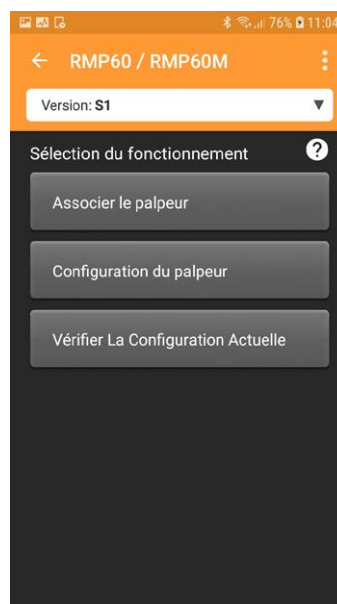 76% 11:04
RMP60 / RMP60M
Version: S1
Sélection du fonctionnement ?
Associer le palpeur
Configuration du palpeur
Vérifier La Configuration Actuelle